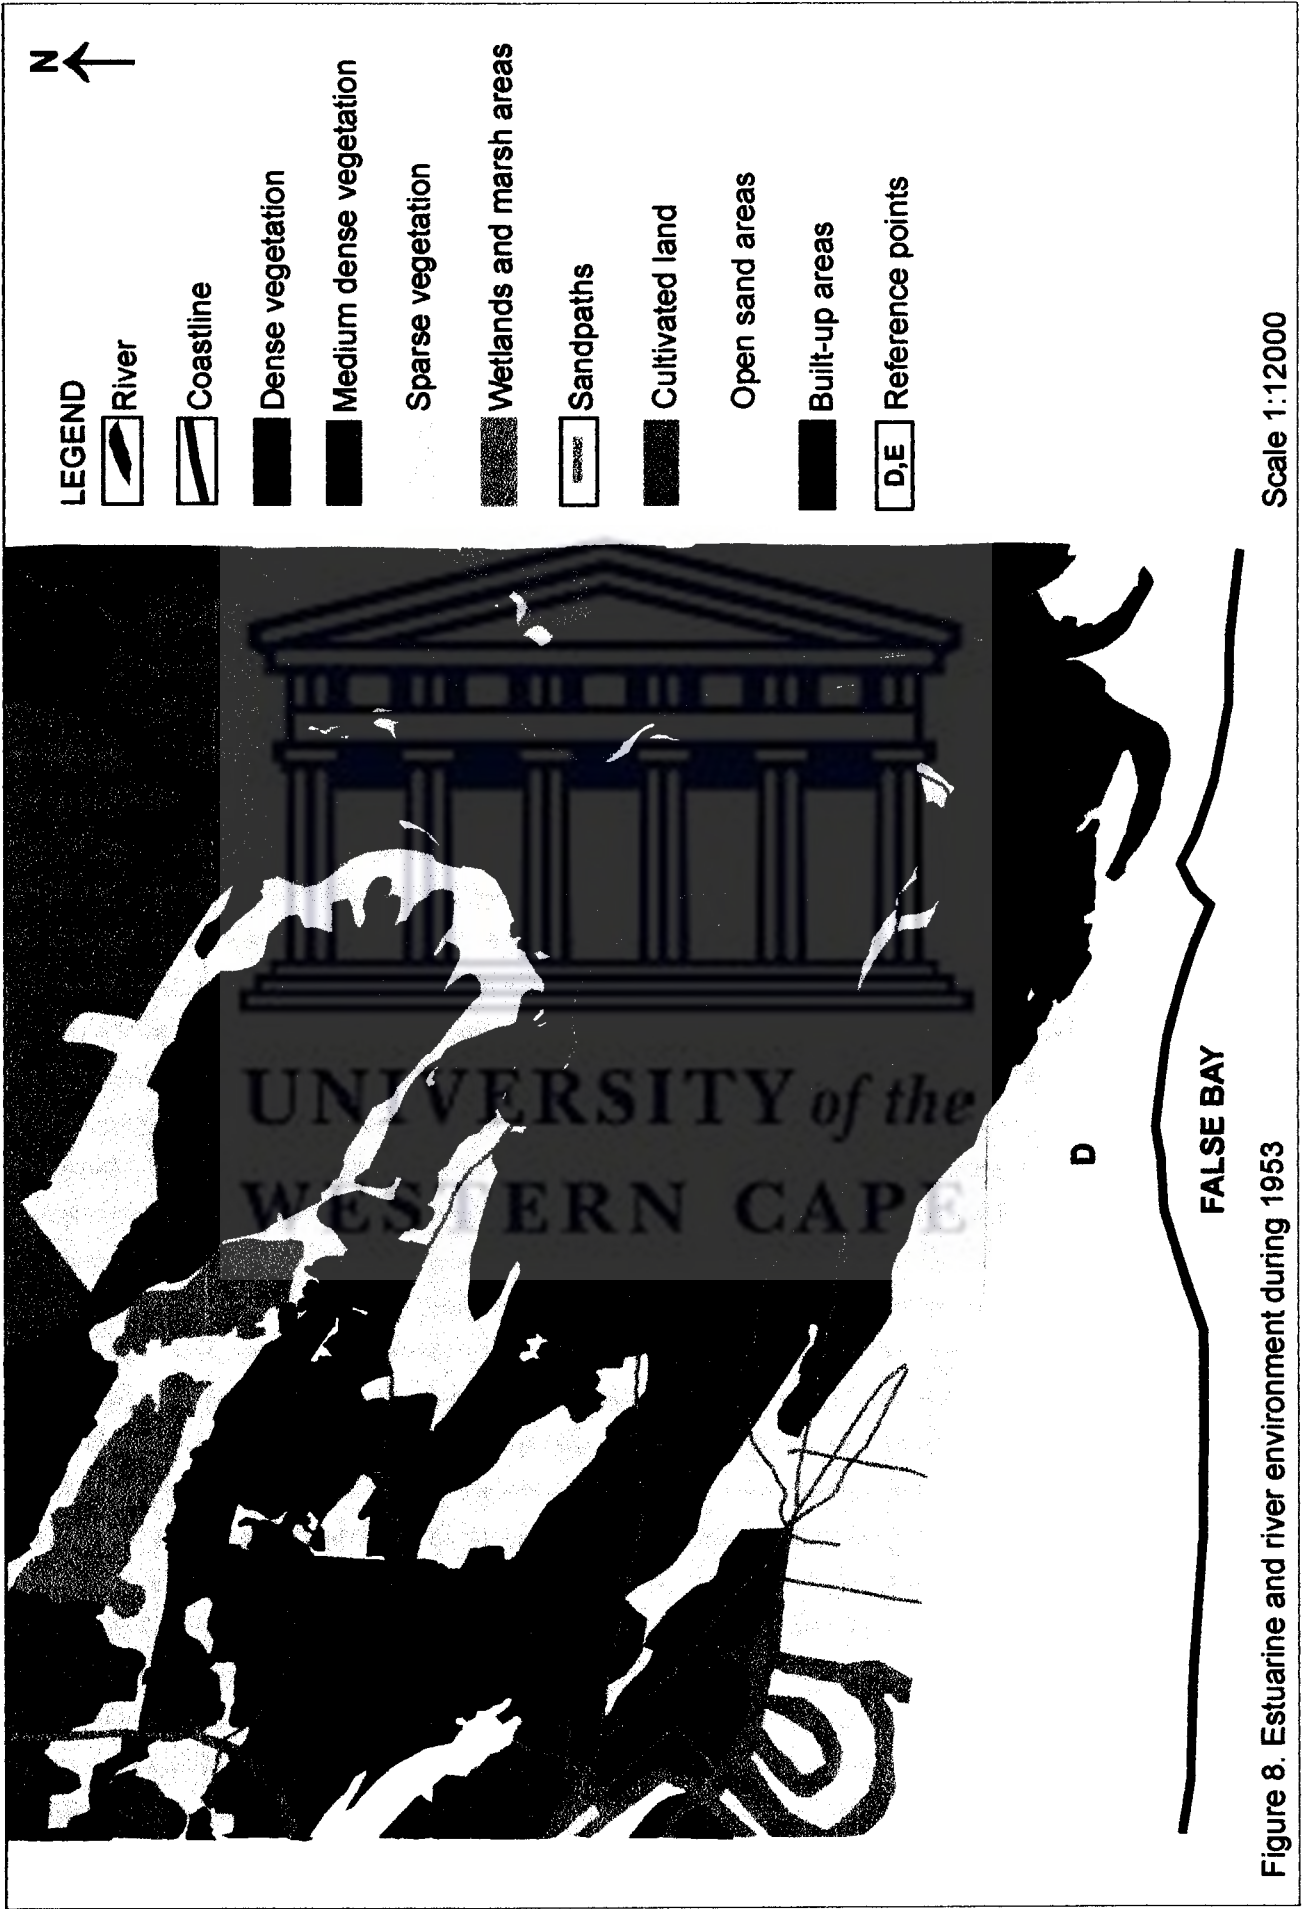 N
LEGEND
River
Coastline
Dense vegetation
Medium dense vegetation
Sparse vegetation
Wetlands and marsh areas
Sandpaths
Cultivated land
Open sand areas
Built-up areas
D,E Reference points
UNIVERSITY of the
WESTERN CAPE
D
FALSE BAY
Scale 1:12000
Figure 8. Estuarine and river environment during 1953